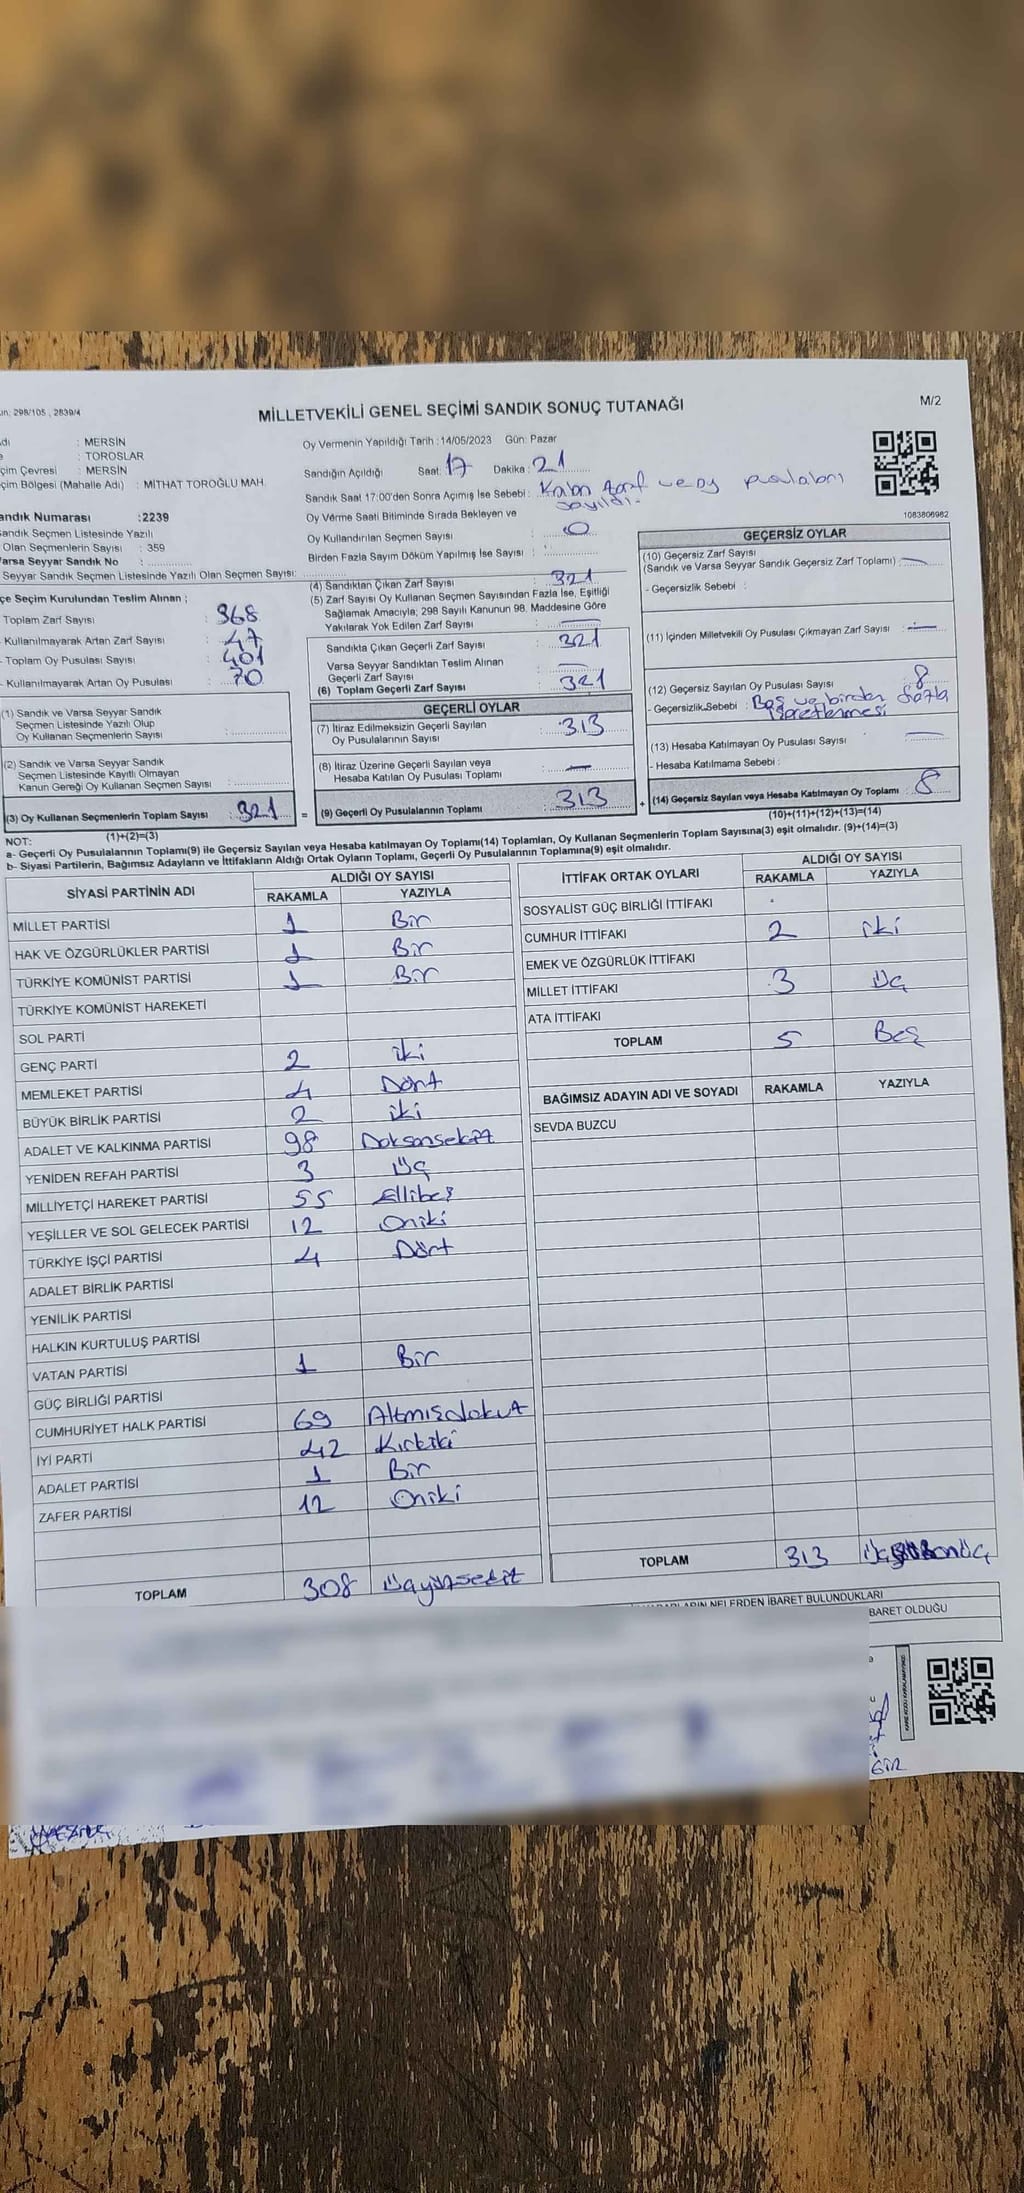 un, 298/105 , 2839/4
M/2
MİLLETVEKİLİ GENEL SEÇİMİ SANDIK SONUÇ TUTANAĞI
dı : MERSİN
e : TOROSLAR
çim Çevresi : MERSİN
çim Bölgesi (Mahalle Adı) : MİTHAT TOROĞLU MAH.
Oy Vermenin Yapıldığı Tarih :14/05/2023 Gün: Pazar
Sandığın Açıldığı Saat: 17 Dakika : 21
Sandık Saat 17:00'den Sonra Açımış İse Sebebi : Kalan zarf ve oy pusulaları
sayıldı.
Oy Verme Saati Bitiminde Sırada Bekleyen ve
Oy Kullandırılan Seçmen Sayısı : 0
Birden Fazla Sayım Döküm Yapılmış İse Sayısı :
1083806982
andık Numarası :2239
andık Seçmen Listesinde Yazılı
Olan Seçmenlerin Sayısı : 359
arsa Seyyar Sandık No :
Seyyar Sandık Seçmen Listesinde Yazılı Olan Seçmen Sayısı:
çe Seçim Kurulundan Teslim Alınan ;
Toplam Zarf Sayısı : 368
Kullanılmayarak Artan Zarf Sayısı : 47
Toplam Oy Pusulası Sayısı : 401
Kullanılmayarak Artan Oy Pusulası : 70
(1) Sandık ve Varsa Seyyar Sandık
Seçmen Listesinde Yazılı Olup
Oy Kullanan Seçmenlerin Sayısı :
(2) Sandık ve Varsa Seyyar Sandık
Seçmen Listesinde Kayıtlı Olmayan
Kanun Gereği Oy Kullanan Seçmen Sayısı :
(3) Oy Kullanan Seçmenlerin Toplam Sayısı : 321 =
(1)+(2)=(3)
(4) Sandıktan Çıkan Zarf Sayısı : 321
(5) Zarf Sayısı Oy Kullanan Seçmen Sayısından Fazla İse, Eşitliği
Sağlamak Amacıyla; 298 Sayılı Kanunun 98. Maddesine Göre
Yakılarak Yok Edilen Zarf Sayısı : —
Sandıkta Çıkan Geçerli Zarf Sayısı : 321
Varsa Seyyar Sandıktan Teslim Alınan
Geçerli Zarf Sayısı : —
(6) Toplam Geçerli Zarf Sayısı : 321
GEÇERLİ OYLAR
(7) İtiraz Edilmeksizin Geçerli Sayılan
Oy Pusulalarının Sayısı : 313
(8) İtiraz Üzerine Geçerli Sayılan veya
Hesaba Katılan Oy Pusulası Toplamı : —
(9) Geçerli Oy Pusulalarının Toplamı : 313 +
GEÇERSİZ OYLAR
(10) Geçersiz Zarf Sayısı
(Sandık ve Varsa Seyyar Sandık Geçersiz Zarf Toplamı) : —
- Geçersizlik Sebebi :
(11) İçinden Milletvekili Oy Pusulası Çıkmayan Zarf Sayısı : —
(12) Geçersiz Sayılan Oy Pusulası Sayısı : 8
- Geçersizlik Sebebi : Boş ve birden fazla
işaretlenmesi
(13) Hesaba Katılmayan Oy Pusulası Sayısı : —
- Hesaba Katılmama Sebebi :
(14) Geçersiz Sayılan veya Hesaba Katılmayan Oy Toplamı : 8
(10)+(11)+(12)+(13)=(14)
NOT:
a- Geçerli Oy Pusulalarının Toplamı(9) ile Geçersiz Sayılan veya Hesaba katılmayan Oy Toplamı(14) Toplamları, Oy Kullanan Seçmenlerin Toplam Sayısına(3) eşit olmalıdır. (9)+(14)=(3)
b- Siyasi Partilerin, Bağımsız Adayların ve İttifakların Aldığı Ortak Oyların Toplamı, Geçerli Oy Pusulalarının Toplamına(9) eşit olmalıdır.
SİYASİ PARTİNİN ADI ALDIĞI OY SAYISI
RAKAMLA YAZIYLA
MİLLET PARTİSİ 1 Bir
HAK VE ÖZGÜRLÜKLER PARTİSİ 1 Bir
TÜRKİYE KOMÜNİST PARTİSİ 1 Bir
TÜRKİYE KOMÜNİST HAREKETİ
SOL PARTİ
GENÇ PARTİ 2 iki
MEMLEKET PARTİSİ 4 Dört
BÜYÜK BİRLİK PARTİSİ 2 iki
ADALET VE KALKINMA PARTİSİ 98 Doksansekiz
YENİDEN REFAH PARTİSİ 3 Üç
MİLLİYETÇİ HAREKET PARTİSİ 55 Ellibeş
YEŞİLLER VE SOL GELECEK PARTİSİ 12 Oniki
TÜRKİYE İŞÇİ PARTİSİ 4 Dört
ADALET BİRLİK PARTİSİ
YENİLİK PARTİSİ
HALKIN KURTULUŞ PARTİSİ
VATAN PARTİSİ 1 Bir
GÜÇ BİRLİĞİ PARTİSİ
CUMHURİYET HALK PARTİSİ 69 Altmışdokuz
İYİ PARTİ 42 Kırkiki
ADALET PARTİSİ 1 Bir
ZAFER PARTİSİ 12 Oniki
TOPLAM 308 Üçyüzsekiz
İTTİFAK ORTAK OYLARI ALDIĞI OY SAYISI
RAKAMLA YAZIYLA
SOSYALİST GÜÇ BİRLİĞİ İTTİFAKI
CUMHUR İTTİFAKI 2 iki
EMEK VE ÖZGÜRLÜK İTTİFAKI
MİLLET İTTİFAKI 3 Üç
ATA İTTİFAKI
TOPLAM 5 Beş
BAĞIMSIZ ADAYIN ADI VE SOYADI RAKAMLA YAZIYLA
SEVDA BUZCU
TOPLAM 313
NELERDEN İBARET BULUNDUKLARI
BARET OLDUĞU